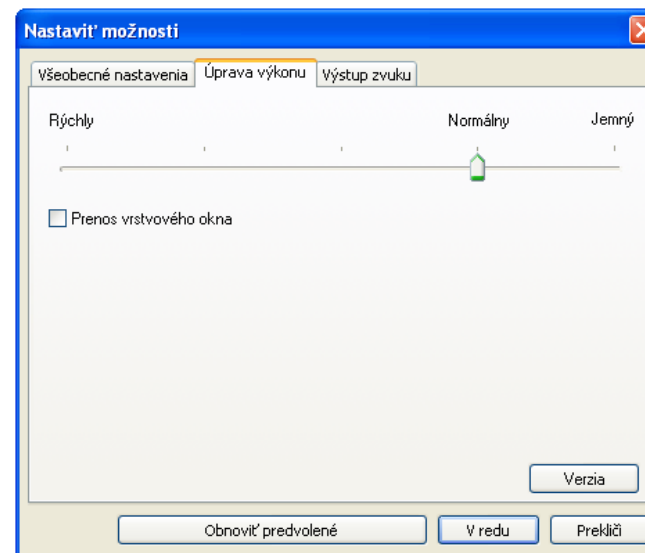 Nastaviť možnosti
Všeobecné nastavenia Úprava výkonu Výstup zvuku
Rýchly Normálny Jemný
Prenos vrstvového okna
Verzia
Obnoviť predvolené V redu Prekliči